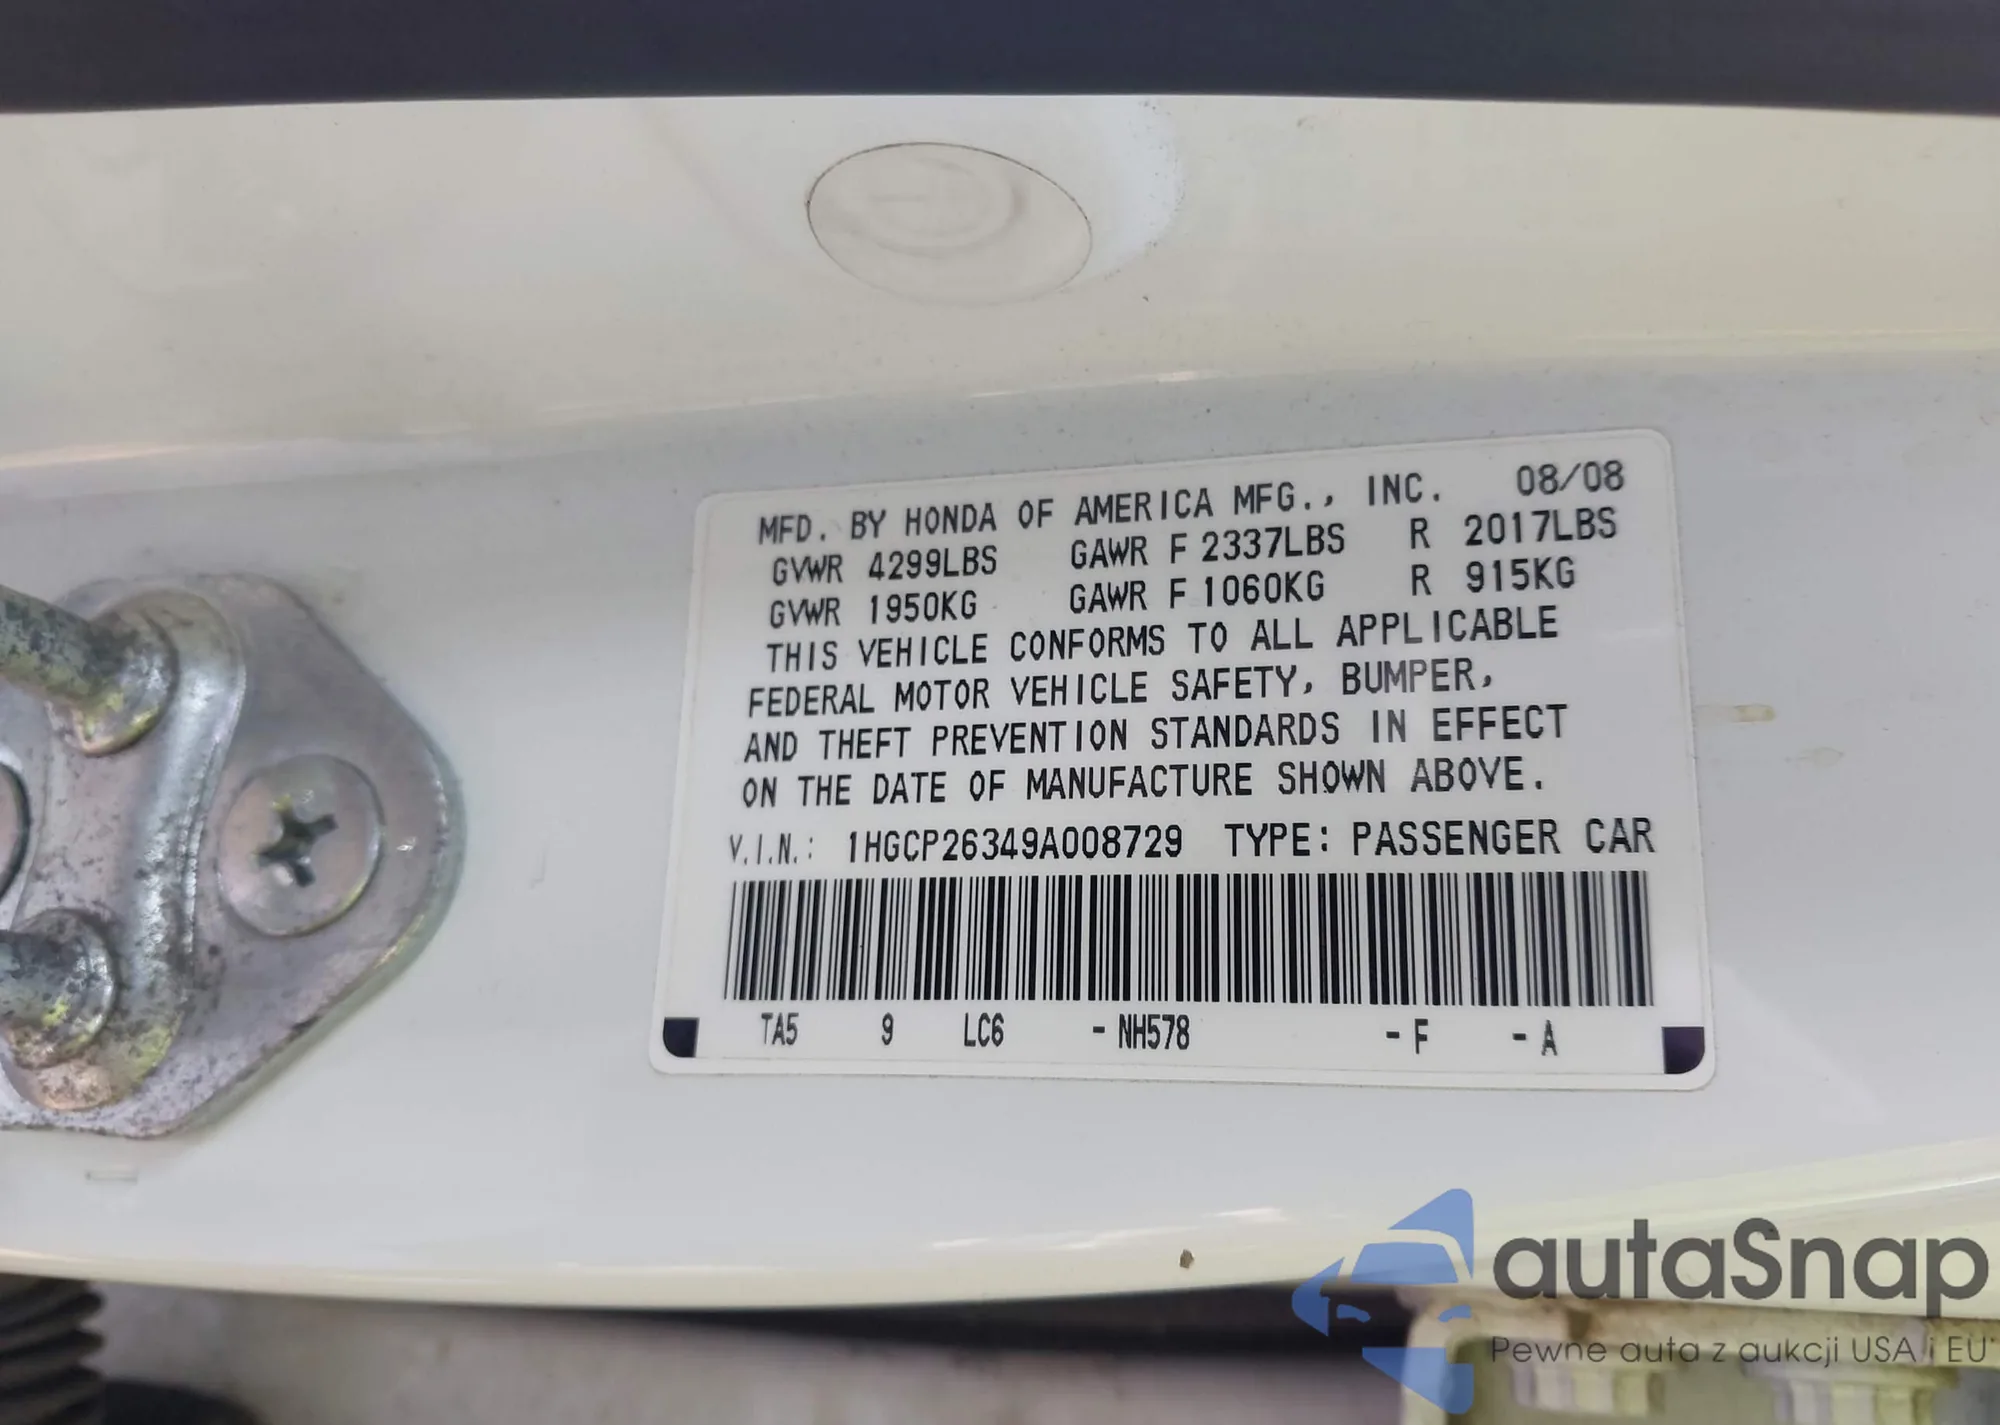 MFD. BY HONDA OF AMERICA MFG., INC. 08/08
GVWR 4299LBS GAWR F 2337LBS R 2017LBS
GVWR 1950KG GAWR F 1060KG R 915KG
THIS VEHICLE CONFORMS TO ALL APPLICABLE
FEDERAL MOTOR VEHICLE SAFETY, BUMPER,
AND THEFT PREVENTION STANDARDS IN EFFECT
ON THE DATE OF MANUFACTURE SHOWN ABOVE.
V.I.N.: 1HGCP26349A008729 TYPE: PASSENGER CAR
TA5 9 LC6 -NH578 -F -A
autaSnap
Pewne auta z aukcji USA i EU